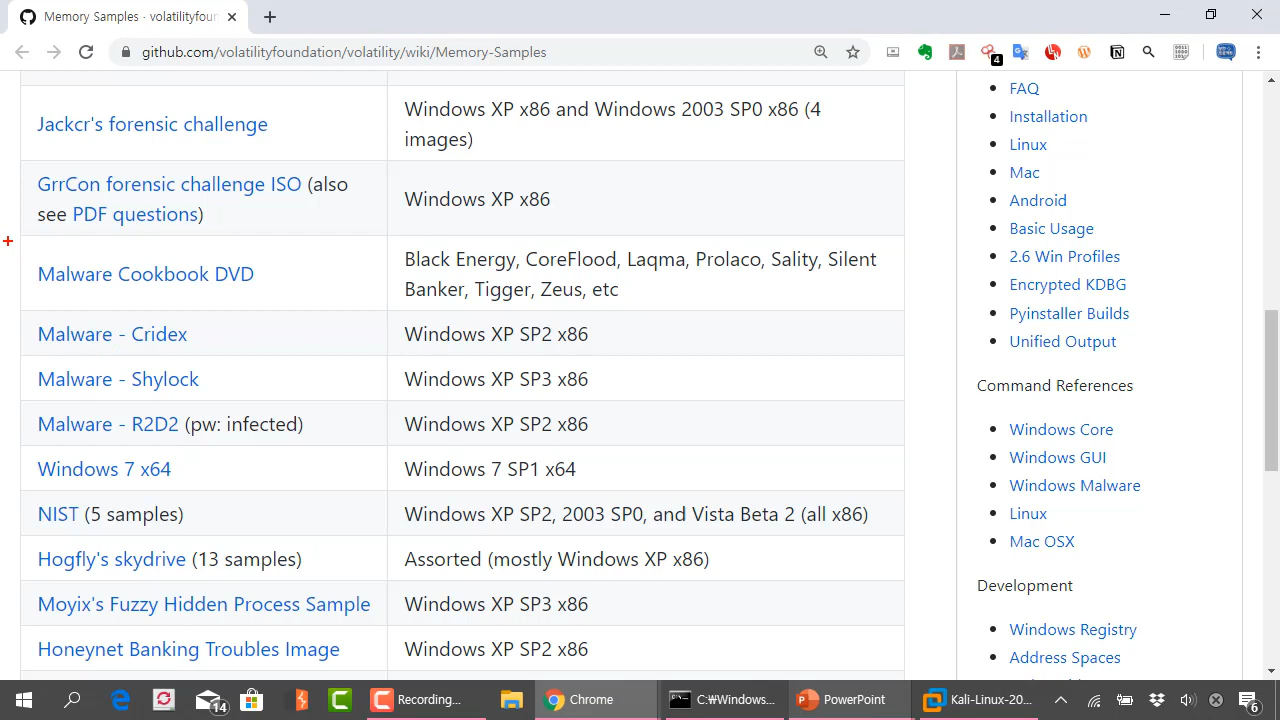 Memory Samples · volatilityfoun
github.com/volatilityfoundation/volatility/wiki/Memory-Samples
4
Jackcr's forensic challenge
Windows XP x86 and Windows 2003 SP0 x86 (4
images)
GrrCon forensic challenge ISO (also
see PDF questions)
Windows XP x86
Malware Cookbook DVD
Black Energy, CoreFlood, Laqma, Prolaco, Sality, Silent
Banker, Tigger, Zeus, etc
Malware - Cridex
Windows XP SP2 x86
Malware - Shylock
Windows XP SP3 x86
Malware - R2D2 (pw: infected)
Windows XP SP2 x86
Windows 7 x64
Windows 7 SP1 x64
NIST (5 samples)
Windows XP SP2, 2003 SP0, and Vista Beta 2 (all x86)
Hogfly's skydrive (13 samples)
Assorted (mostly Windows XP x86)
Moyix's Fuzzy Hidden Process Sample
Windows XP SP3 x86
Honeynet Banking Troubles Image
Windows XP SP2 x86
FAQ
Installation
Linux
Mac
Android
Basic Usage
2.6 Win Profiles
Encrypted KDBG
Pyinstaller Builds
Unified Output
Command References
Windows Core
Windows GUI
Windows Malware
Linux
Mac OSX
Development
Windows Registry
Address Spaces
14
Recording...
Chrome
C:₩Windows...
PowerPoint
Kali-Linux-20...
6